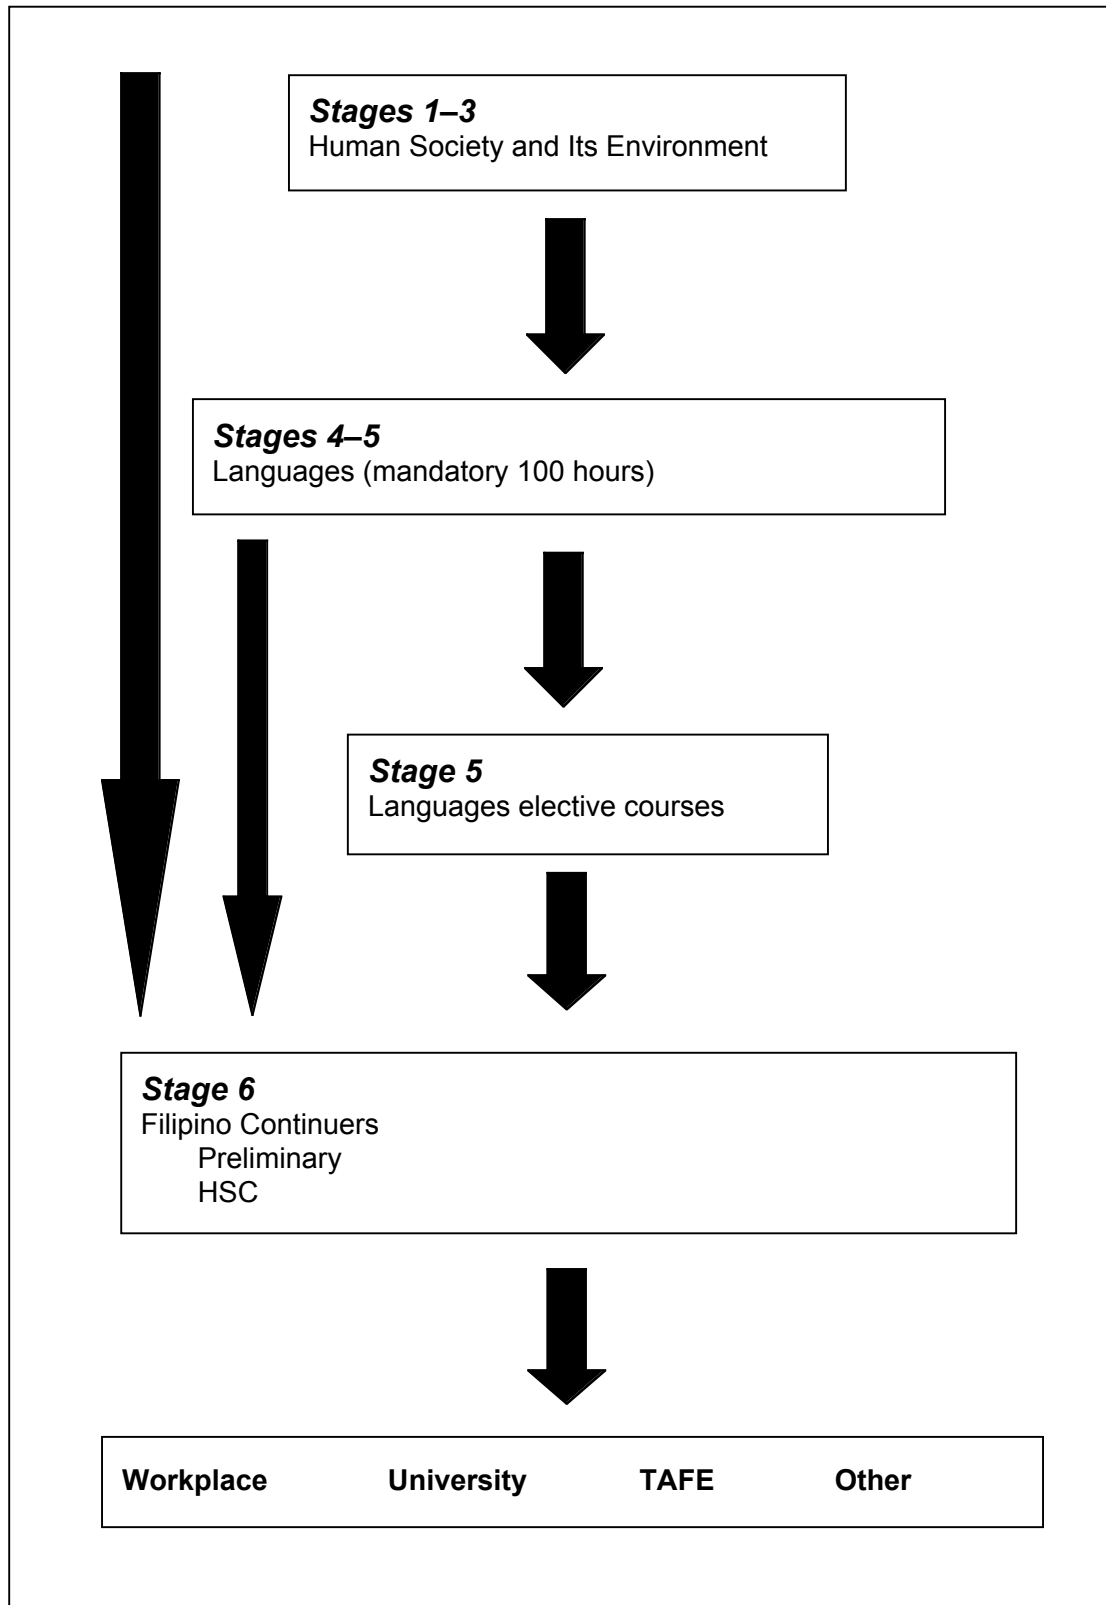 Stages 1–3
Human Society and Its Environment
Stages 4–5
Languages (mandatory 100 hours)
Stage 5
Languages elective courses
Stage 6
Filipino Continuers
Preliminary
HSC
Workplace University TAFE Other